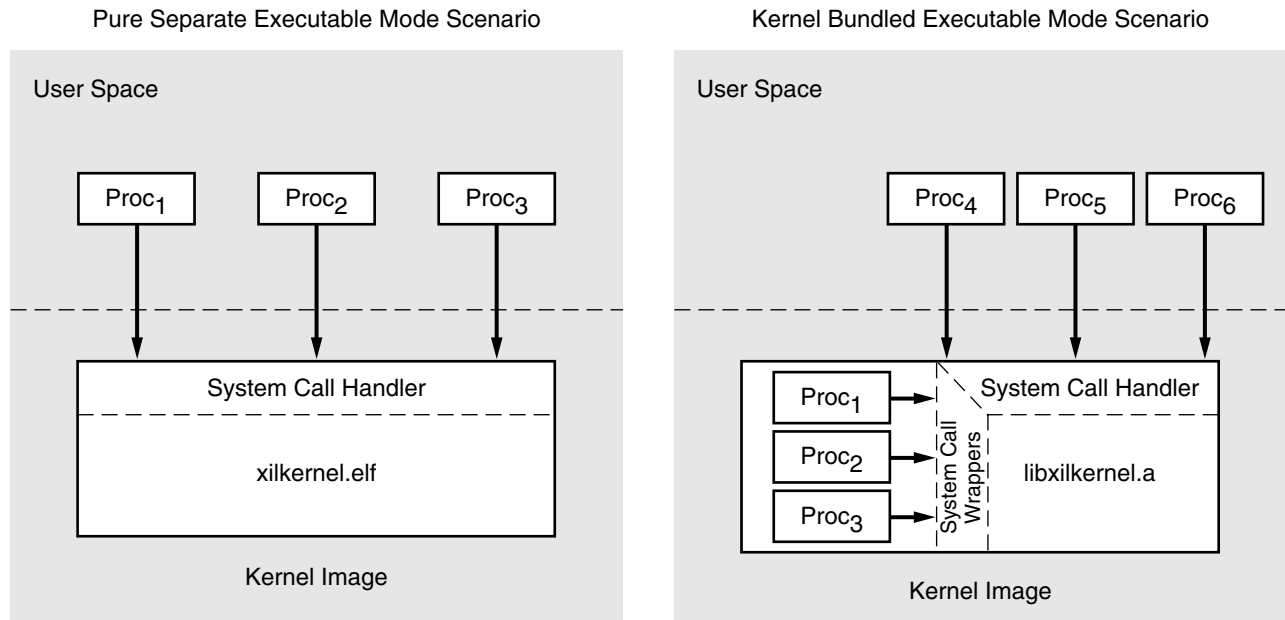 Pure Separate Executable Mode Scenario
User Space
Proc1
Proc2
Proc3
System Call Handler
xilkernel.elf
Kernel Image
Kernel Bundled Executable Mode Scenario
User Space
Proc4
Proc5
Proc6
Proc1
Proc2
Proc3
System Call
Wrappers
System Call Handler
libxilkernel.a
Kernel Image